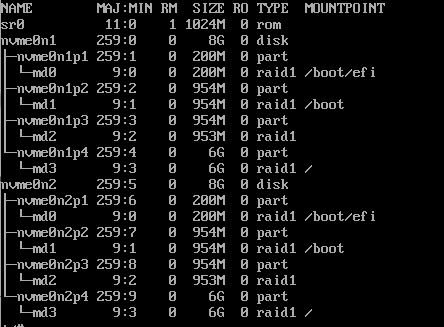 NAME MAJ:MIN RM SIZE RO TYPE MOUNTPOINT
sr0 11:0 1 1024M 0 rom
nvme0n1 259:0 0 8G 0 disk
├─nvme0n1p1 259:1 0 200M 0 part
│ └─md0 9:0 0 200M 0 raid1 /boot/efi
├─nvme0n1p2 259:2 0 954M 0 part
│ └─md1 9:1 0 954M 0 raid1 /boot
├─nvme0n1p3 259:3 0 954M 0 part
│ └─md2 9:2 0 953M 0 raid1
└─nvme0n1p4 259:4 0 6G 0 part
  └─md3 9:3 0 6G 0 raid1 /
nvme0n2 259:5 0 8G 0 disk
├─nvme0n2p1 259:6 0 200M 0 part
│ └─md0 9:0 0 200M 0 raid1 /boot/efi
├─nvme0n2p2 259:7 0 954M 0 part
│ └─md1 9:1 0 954M 0 raid1 /boot
├─nvme0n2p3 259:8 0 954M 0 part
│ └─md2 9:2 0 953M 0 raid1
└─nvme0n2p4 259:9 0 6G 0 part
  └─md3 9:3 0 6G 0 raid1 /